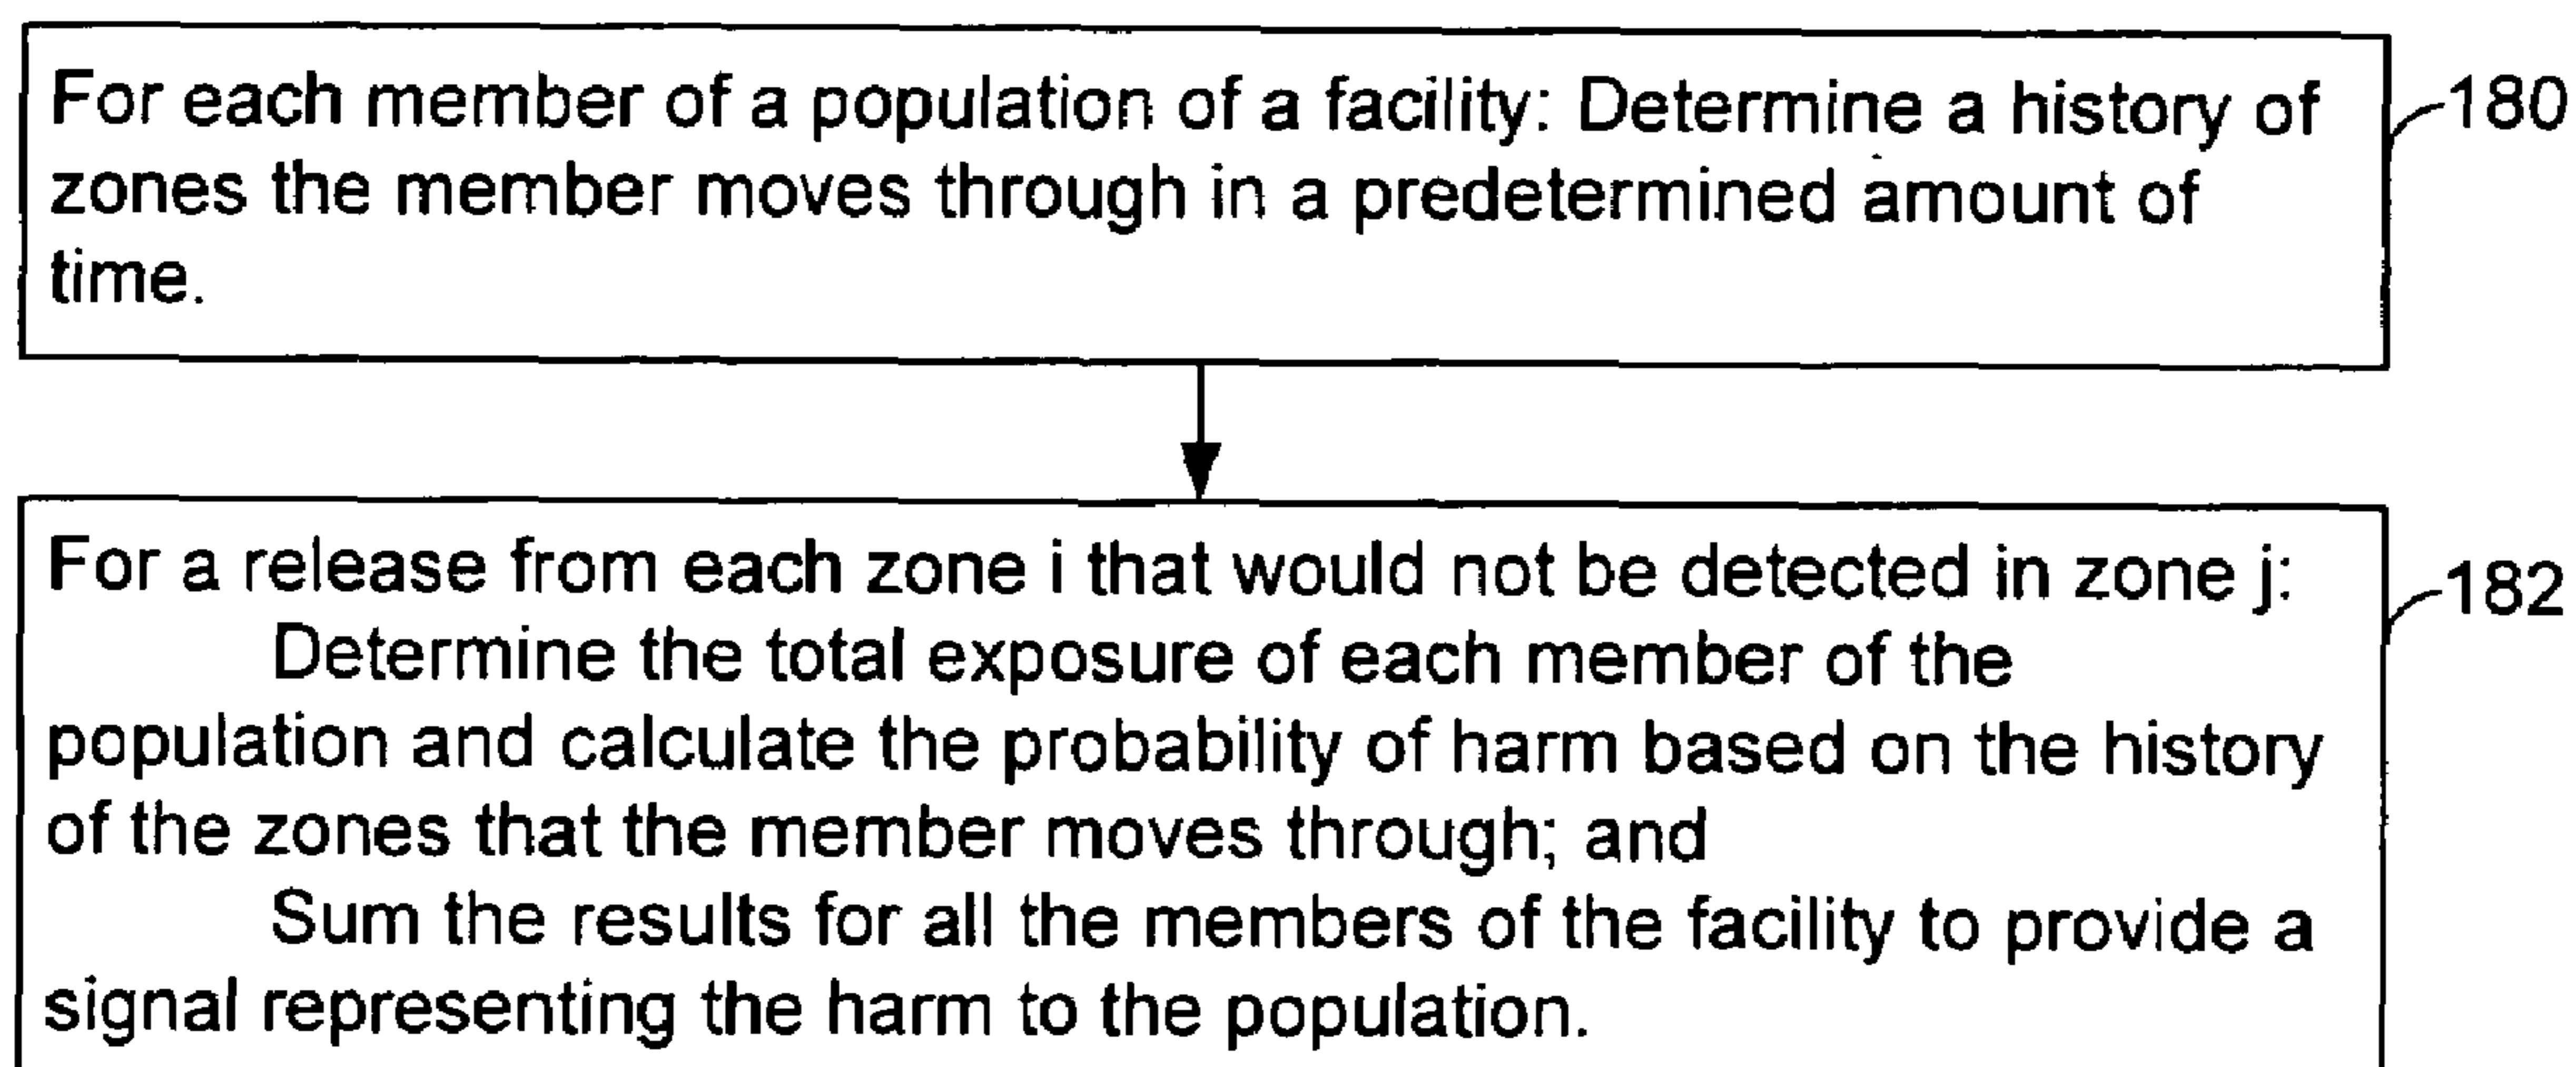 For each member of a population of a facility: Determine a history of
zones the member moves through in a predetermined amount of
time.
180
For a release from each zone i that would not be detected in zone j:
Determine the total exposure of each member of the
population and calculate the probability of harm based on the history
of the zones that the member moves through; and
Sum the results for all the members of the facility to provide a
signal representing the harm to the population.
182